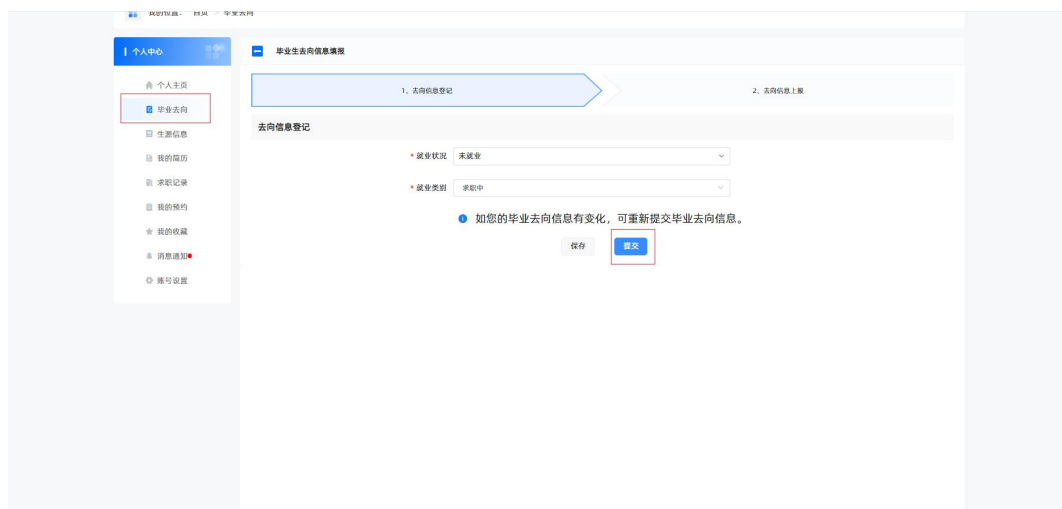 我的位置： 首页 > 毕业去向
个人中心
毕业生去向信息填报
个人主页
毕业去向
生源信息
我的简历
求职记录
我的预约
我的收藏
消息通知
账号设置
1、去向信息登记
2、去向信息上报
去向信息登记
* 就业状况 未就业
* 就业类别 求职中
如您的毕业去向信息有变化，可重新提交毕业去向信息。
保存 提交